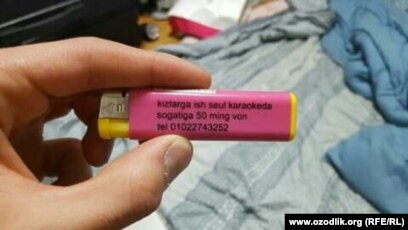 kizlarga ish seul karaokeda
sogatiga 50 ming von
tel 01022743252
www.ozodlik.org (RFE/RL)